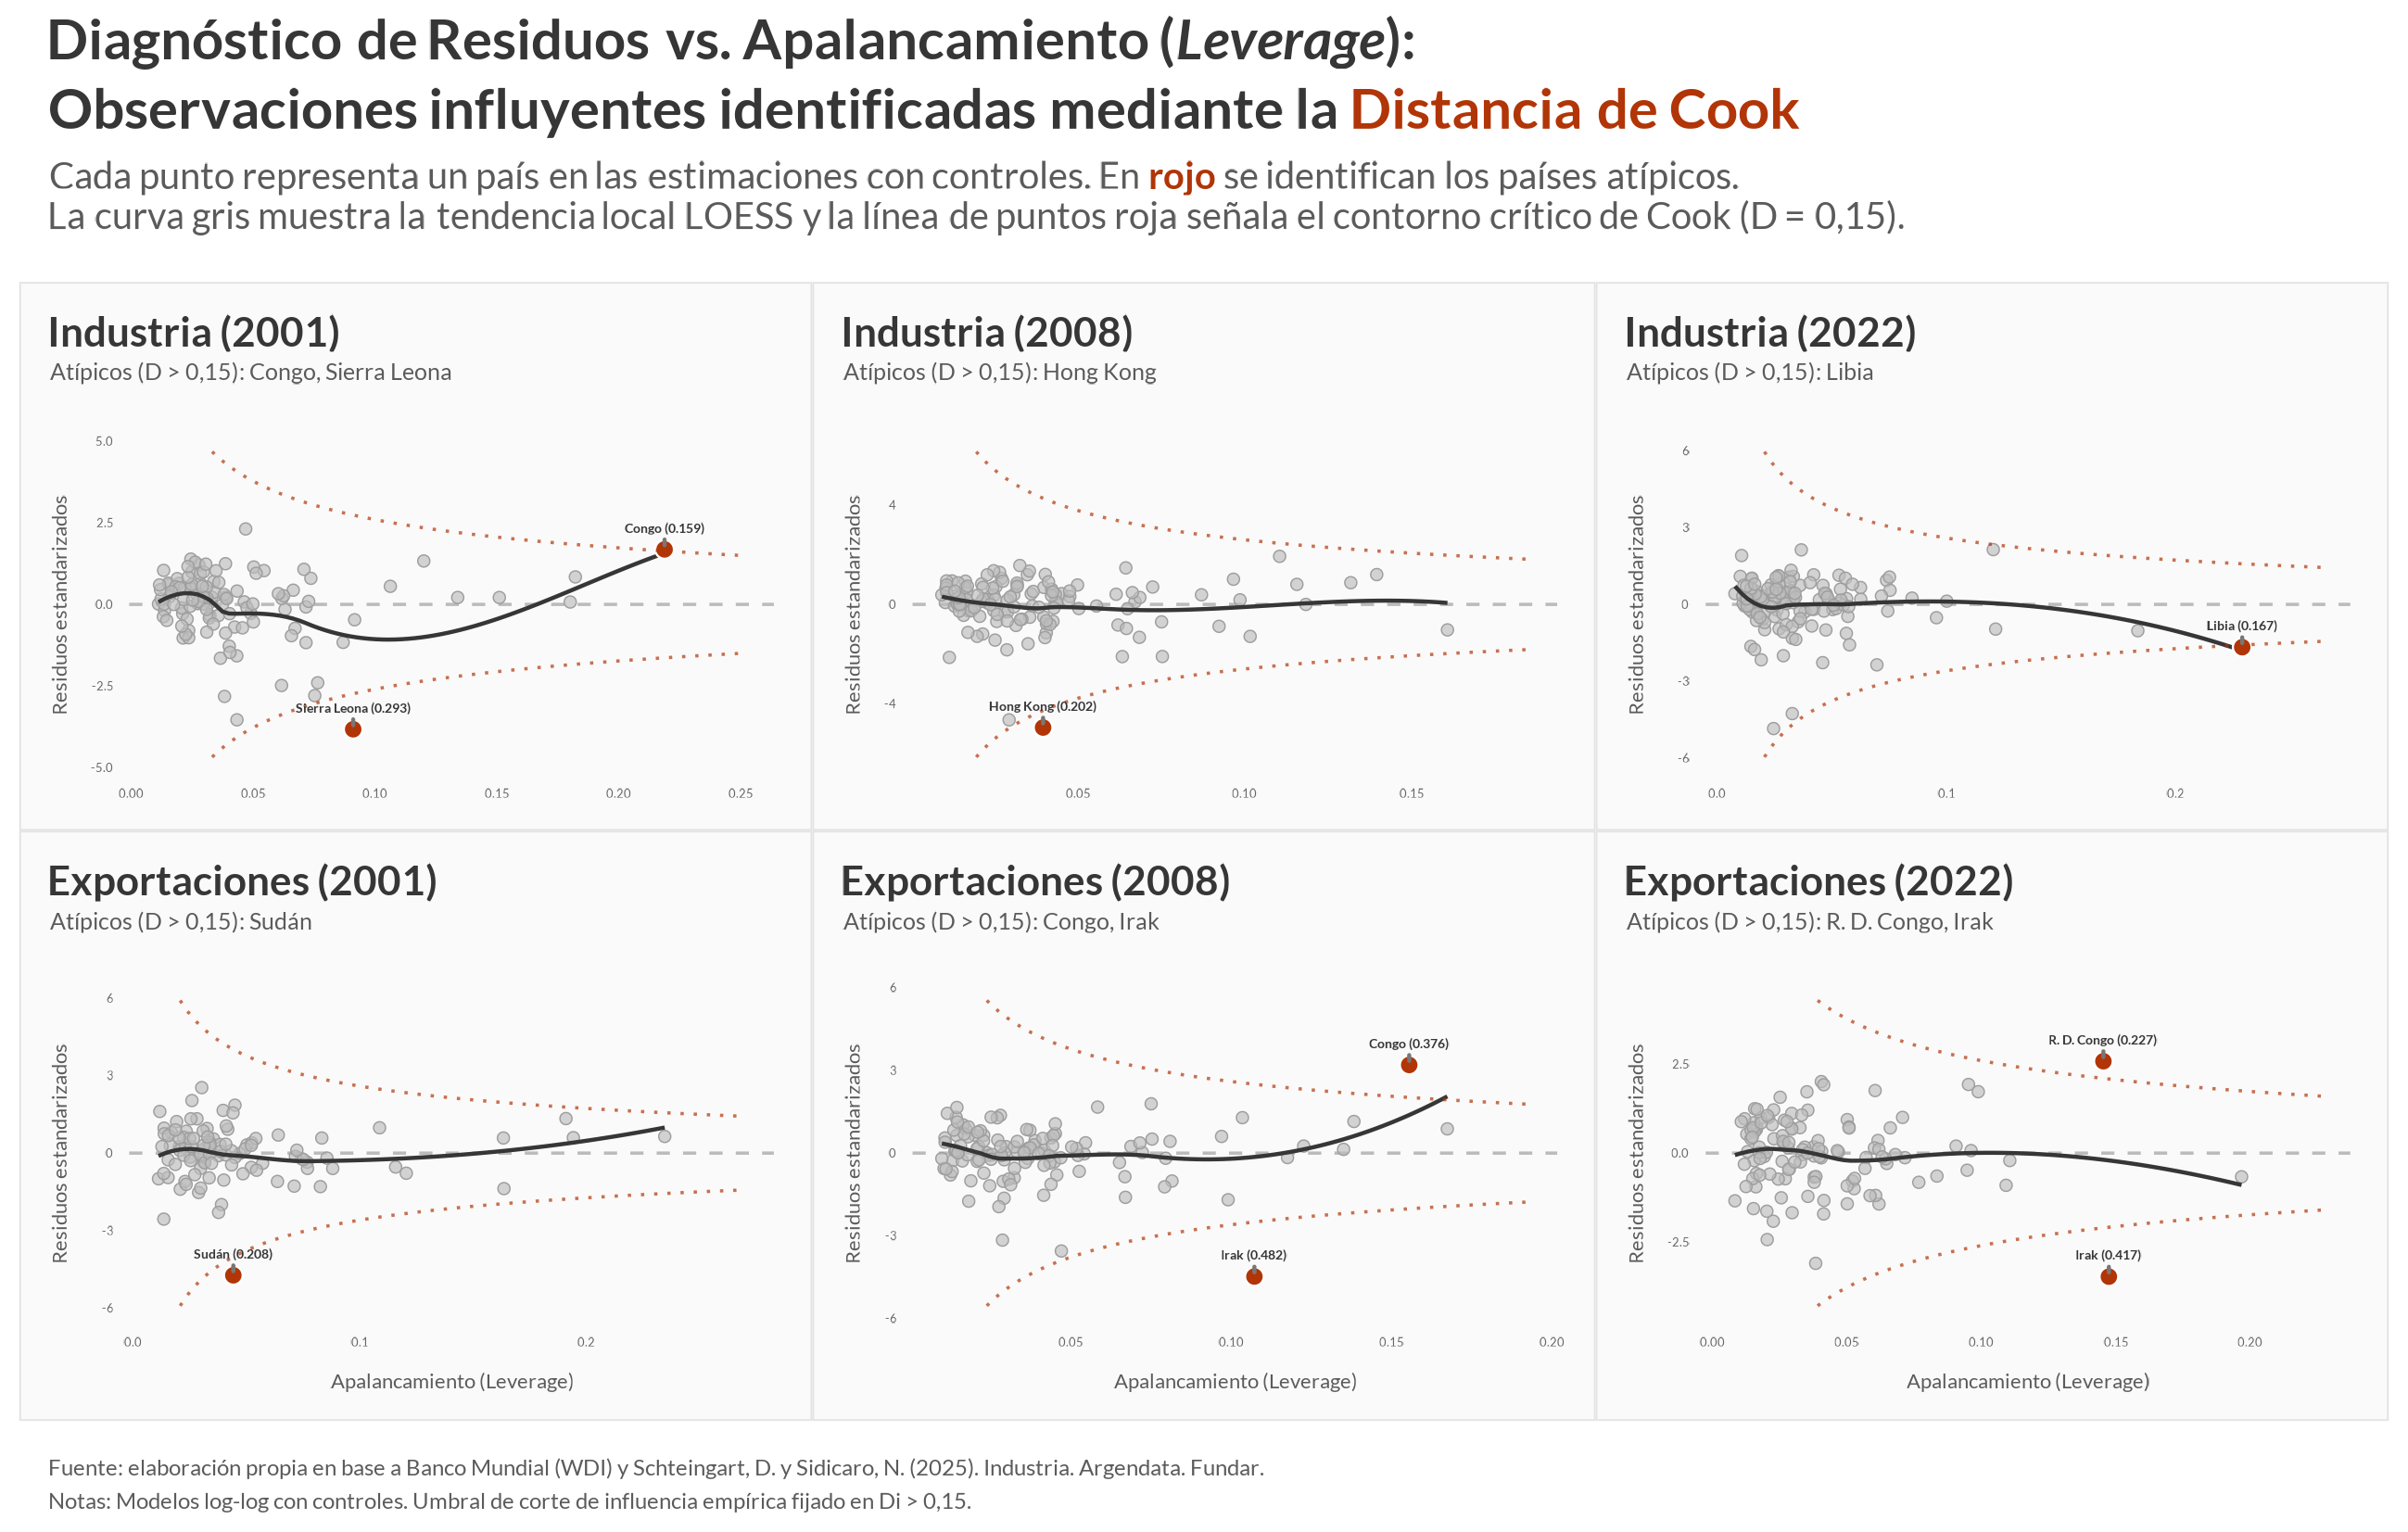 Diagnóstico de Residuos vs. Apalancamiento (Leverage):
Observaciones influyentes identificadas mediante la Distancia de Cook
Cada punto representa un país en las estimaciones con controles. En rojo se identifican los países atípicos.
La curva gris muestra la tendencia local LOESS y la línea de puntos roja señala el contorno crítico de Cook (D = 0,15).
Industria (2001)
Atípicos (D > 0,15): Congo, Sierra Leona
Residuos estandarizados
5.0
2.5
0.0
-2.5
-5.0
Congo (0.159)
Sierra Leona (0.293)
0.00 0.05 0.10 0.15 0.20 0.25
Industria (2008)
Atípicos (D > 0,15): Hong Kong
Residuos estandarizados
4
0
-4
Hong Kong (0.202)
0.05 0.10 0.15
Industria (2022)
Atípicos (D > 0,15): Libia
Residuos estandarizados
6
3
0
-3
-6
Libia (0.167)
0.0 0.1 0.2
Exportaciones (2001)
Atípicos (D > 0,15): Sudán
Residuos estandarizados
6
3
0
-3
-6
Sudán (0.208)
0.0 0.1 0.2
Apalancamiento (Leverage)
Exportaciones (2008)
Atípicos (D > 0,15): Congo, Irak
Residuos estandarizados
6
3
0
-3
-6
Congo (0.376)
Irak (0.482)
0.05 0.10 0.15 0.20
Apalancamiento (Leverage)
Exportaciones (2022)
Atípicos (D > 0,15): R. D. Congo, Irak
Residuos estandarizados
2.5
0.0
-2.5
R. D. Congo (0.227)
Irak (0.417)
0.00 0.05 0.10 0.15 0.20
Apalancamiento (Leverage)
Fuente: elaboración propia en base a Banco Mundial (WDI) y Schteingart, D. y Sidicaro, N. (2025). Industria. Argendata. Fundar.
Notas: Modelos log-log con controles. Umbral de corte de influencia empírica fijado en Di > 0,15.